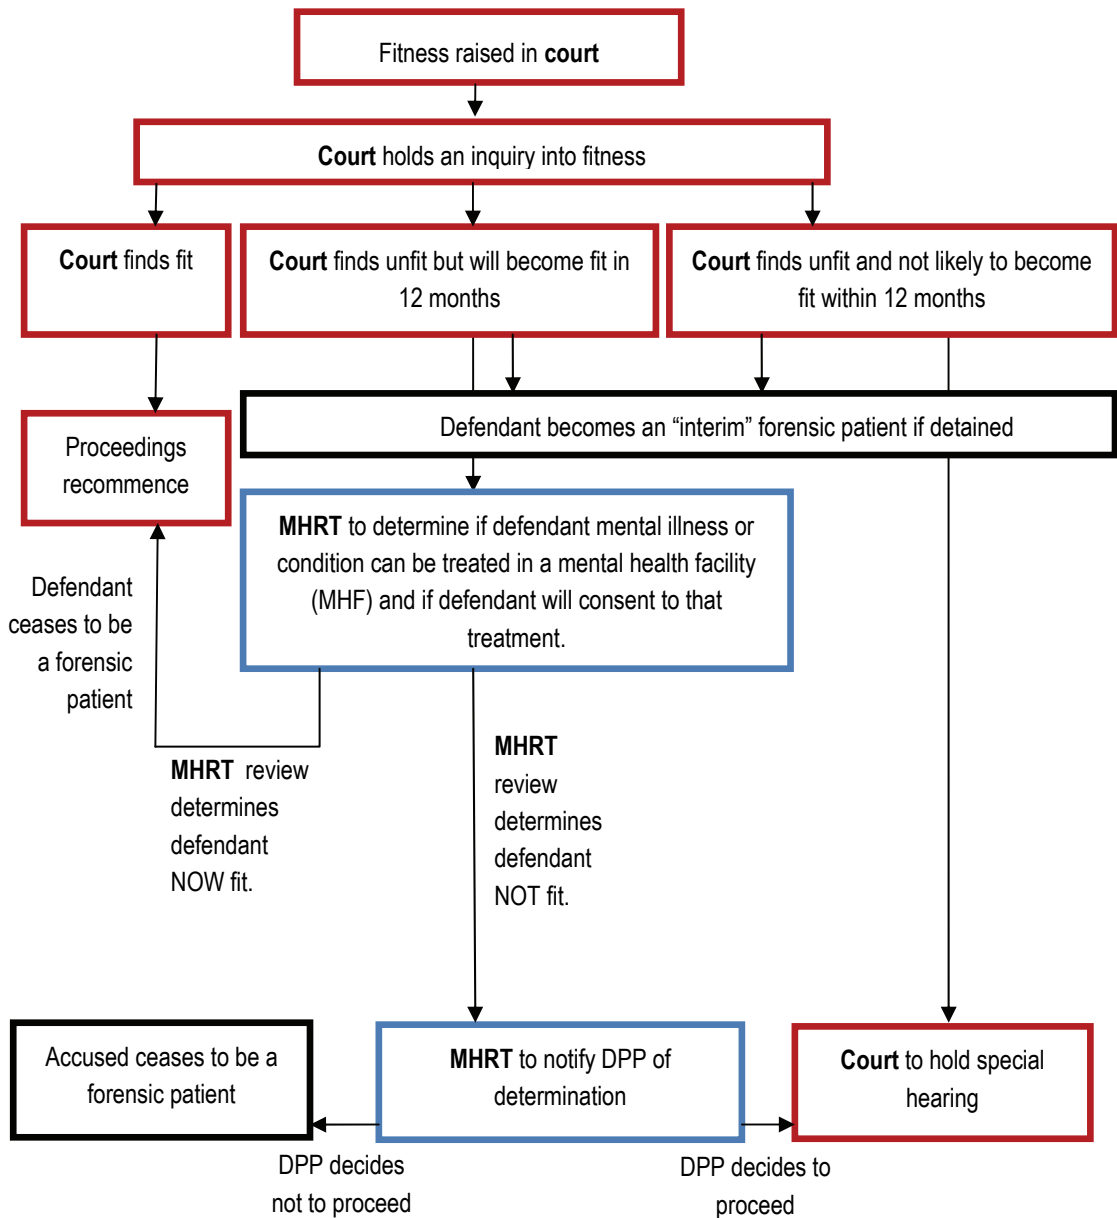 Fitness raised in court
Court holds an inquiry into fitness
Court finds fit
Court finds unfit but will become fit in
12 months
Court finds unfit and not likely to become
fit within 12 months
Defendant becomes an “interim” forensic patient if detained
Proceedings
recommence
MHRT to determine if defendant mental illness or
condition can be treated in a mental health facility
(MHF) and if defendant will consent to that
treatment.
Defendant
ceases to be
a forensic
patient
MHRT review
determines
defendant
NOW fit.
MHRT
review
determines
defendant
NOT fit.
Accused ceases to be a
forensic patient
MHRT to notify DPP of
determination
Court to hold special
hearing
DPP decides
not to proceed
DPP decides to
proceed